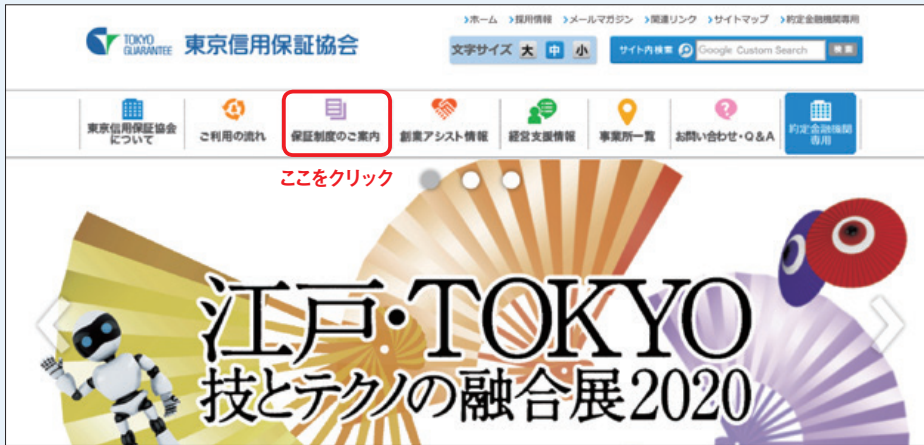 >ホーム >採用情報 >メールマガジン >関連リンク >サイトマップ >約定金融機関専用
TOKYO
GUARANTEE
東京信用保証協会
文字サイズ 大 中 小
サイト内検索 Google Custom Search 検索
東京信用保証協会
について
ご利用の流れ
保証制度のご案内
創業アシスト情報
経営支援情報
事業所一覧
お問い合わせ・Q&A
約定金融機関
専用
ここをクリック
江戸・TOKYO
技とテクノの融合展2020